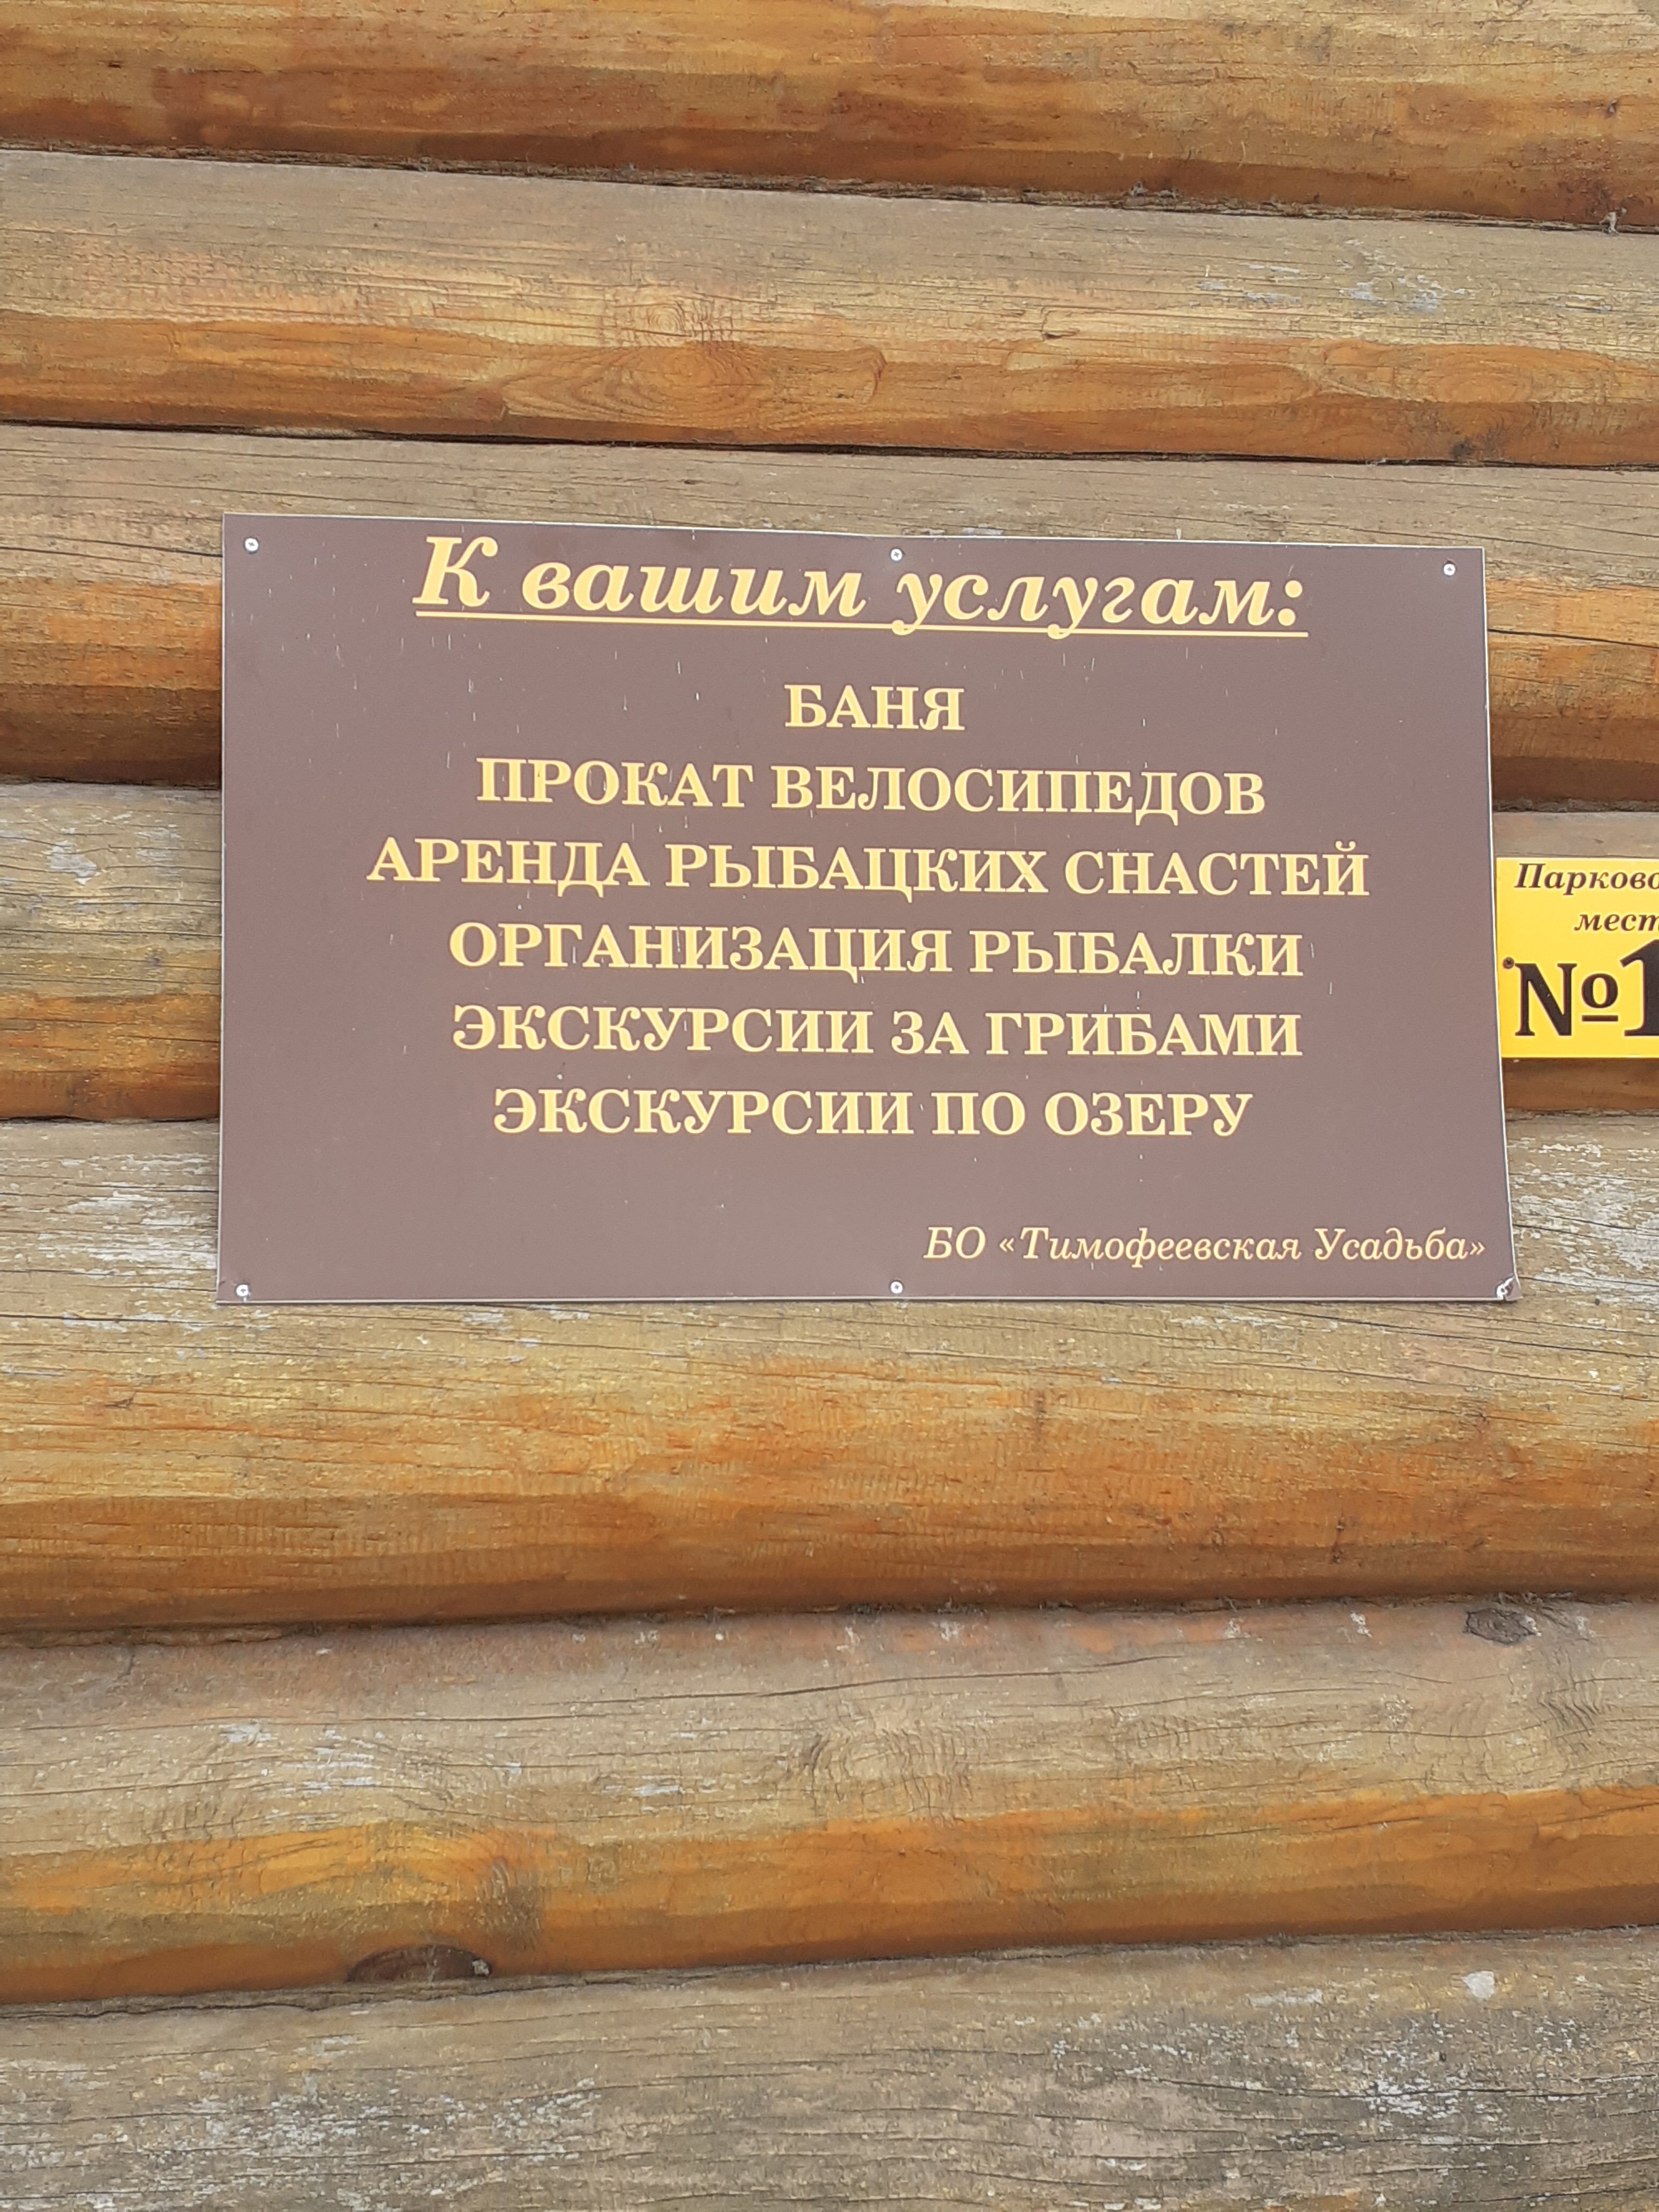 К вашим услугам:
БАНЯ
ПРОКАТ ВЕЛОСИПЕДОВ
АРЕНДА РЫБАЦКИХ СНАСТЕЙ
ОРГАНИЗАЦИЯ РЫБАЛКИ
ЭКСКУРСИИ ЗА ГРИБАМИ
ЭКСКУРСИИ ПО ОЗЕРУ
БО «Тимофеевская Усадьба»
№1